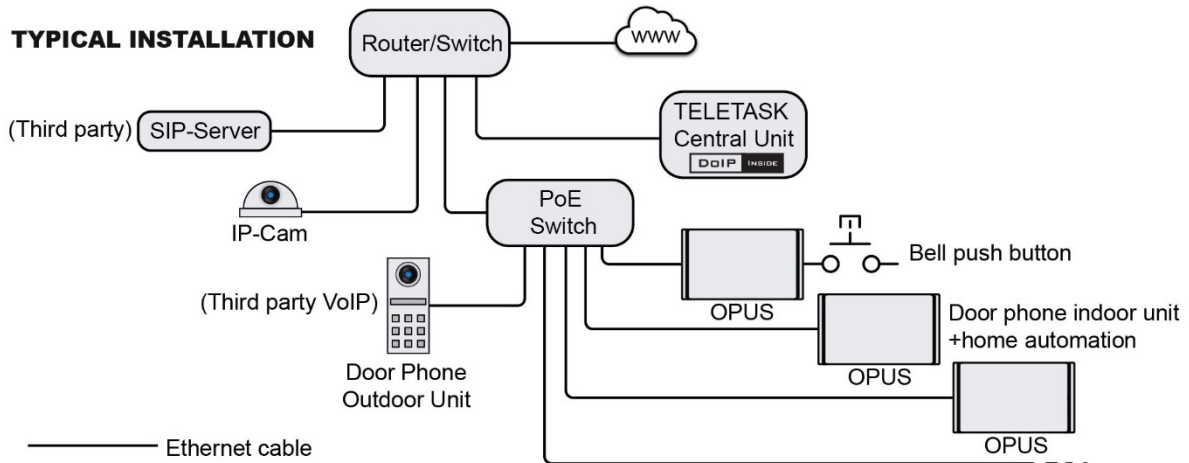 TYPICAL INSTALLATION
Router/Switch
WWW
(Third party)
SIP-Server
TELETASK
Central Unit
DoIP INSIDE
IP-Cam
PoE
Switch
Bell push button
OPUS
(Third party VoIP)
Door phone indoor unit
+home automation
OPUS
Door Phone
Outdoor Unit
OPUS
Ethernet cable